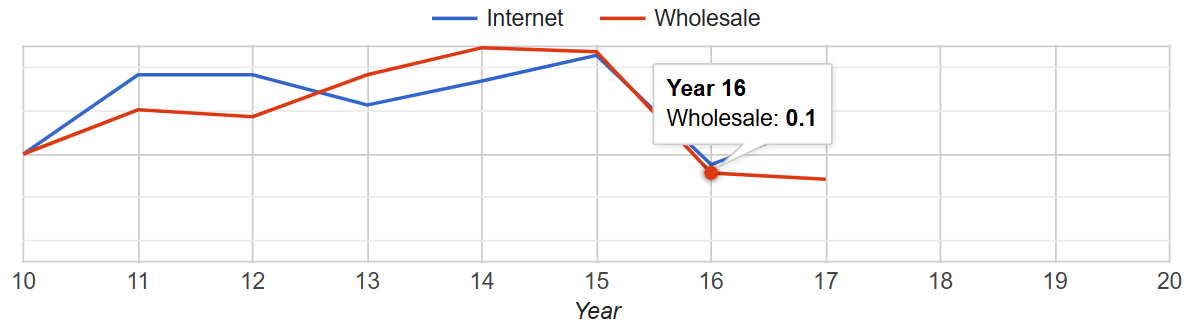 Internet Wholesale
Year 16
Wholesale: 0.1
10 11 12 13 14 15 16 17 18 19 20
Year